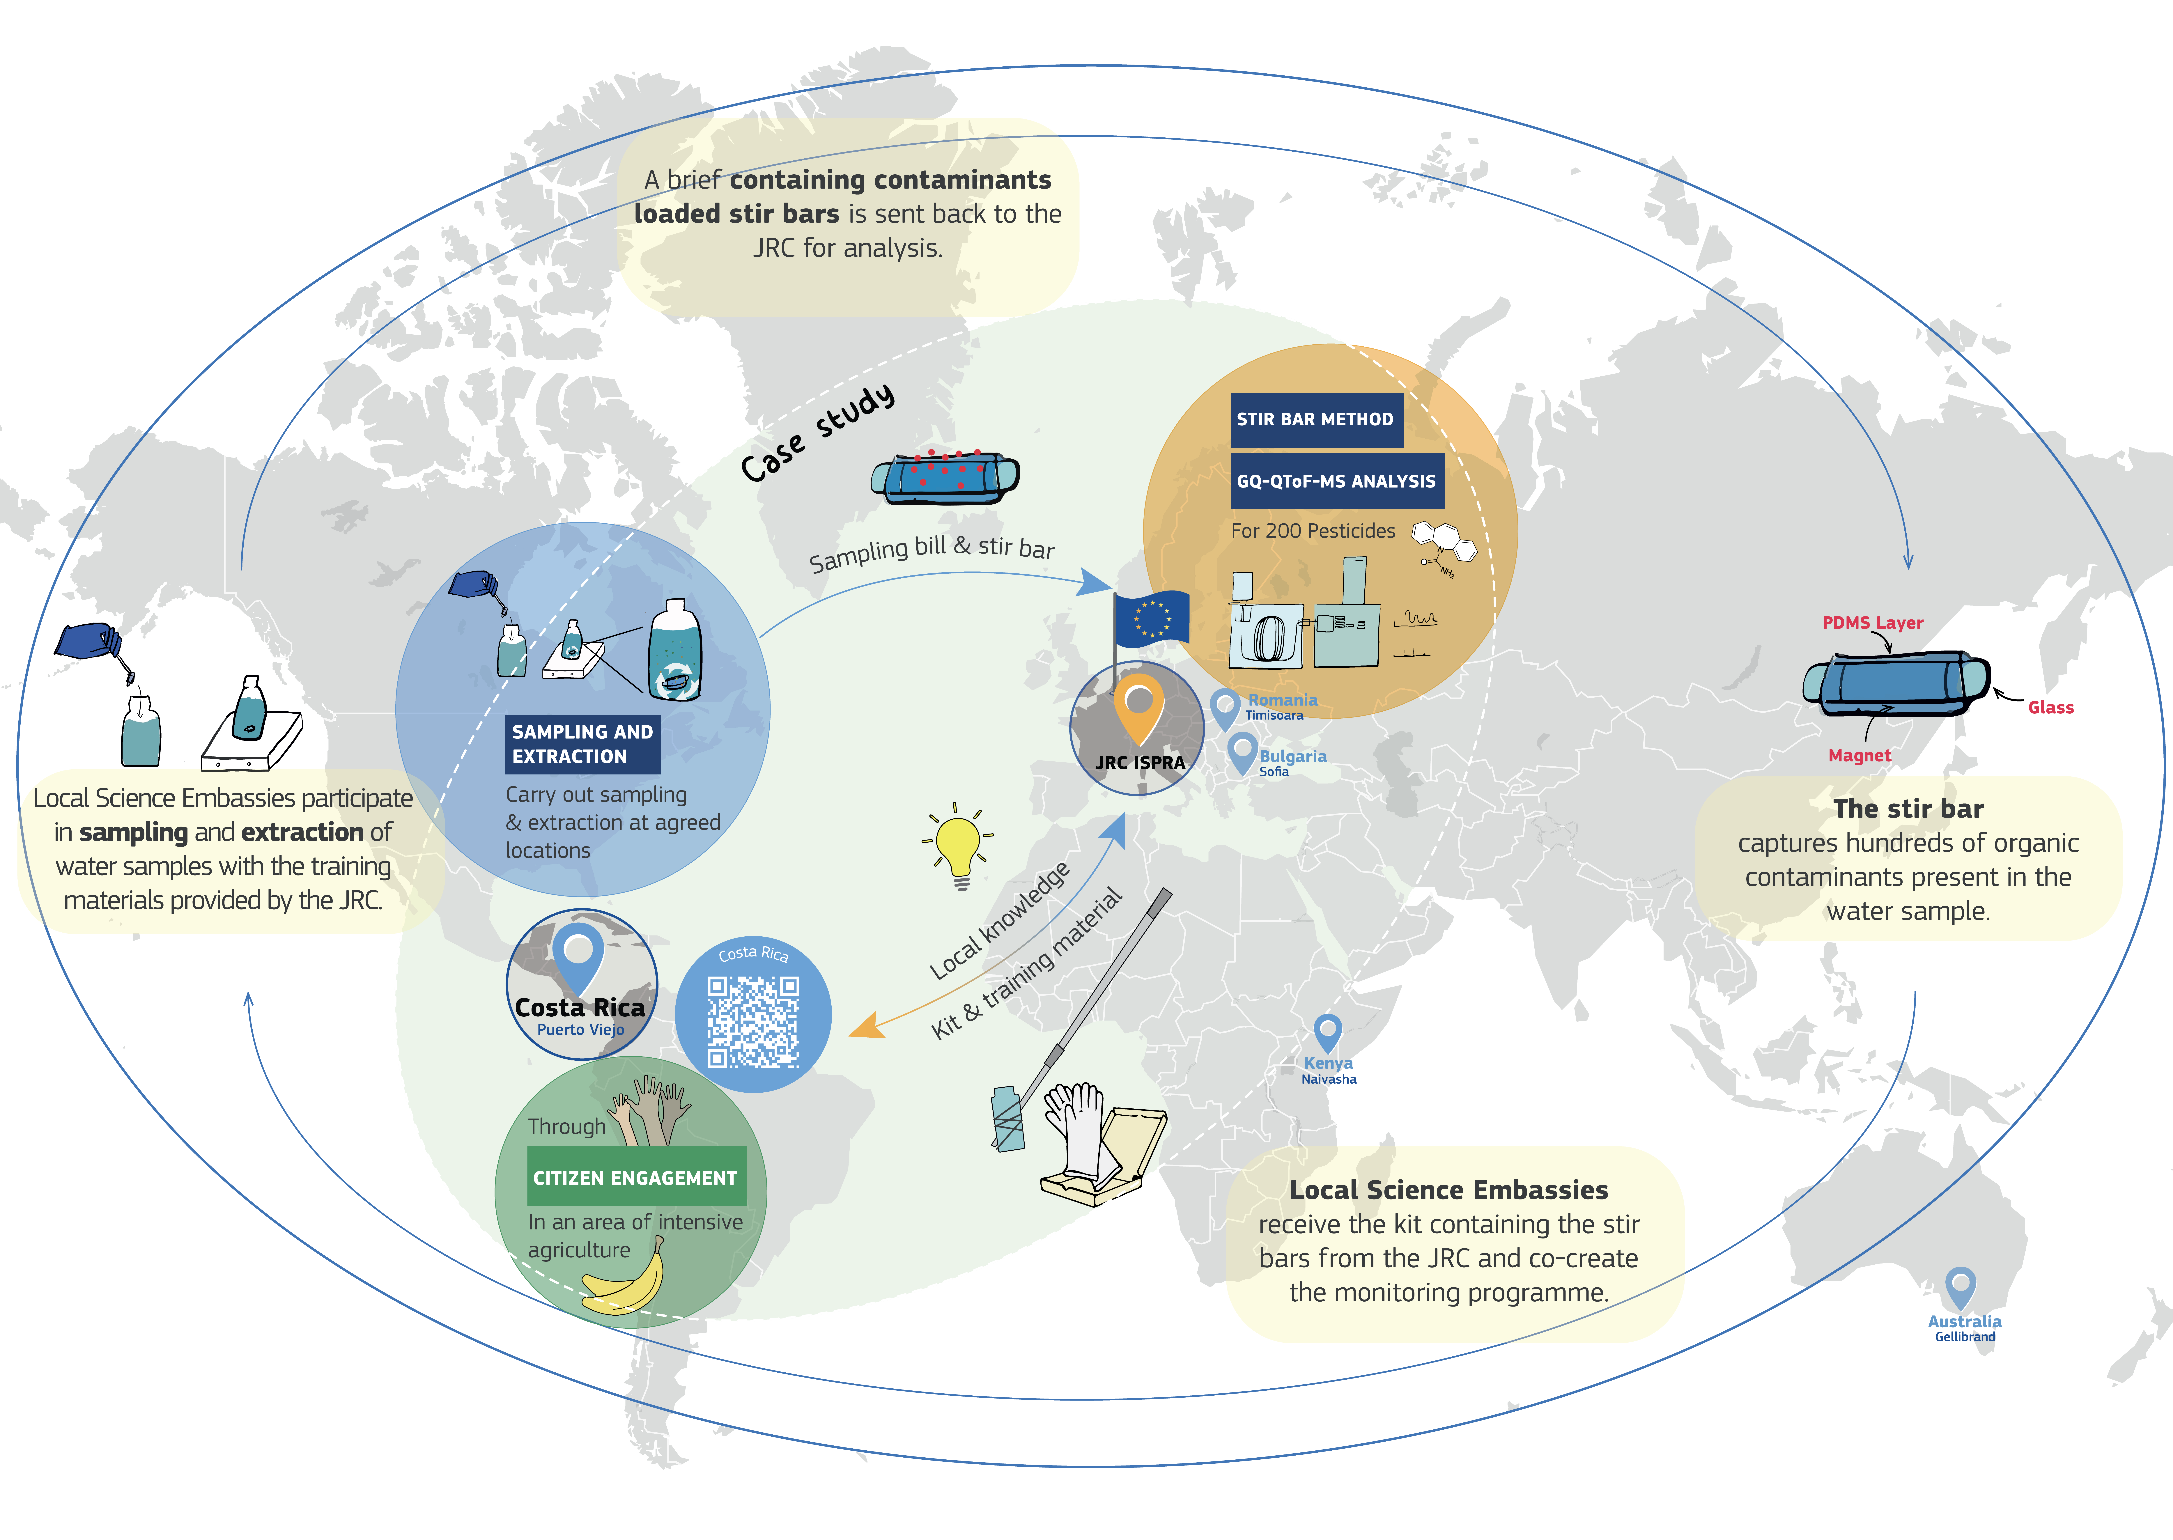 A brief containing contaminants
loaded stir bars is sent back to the
JRC for analysis.
Case study
Sampling bill & stir bar
STIR BAR METHOD
GQ-QToF-MS ANALYSIS
For 200 Pesticides
N
O
NH₂
SAMPLING AND
EXTRACTION
Carry out sampling
& extraction at agreed
locations
JRC ISPRA
Romania
Timisoara
Bulgaria
Sofia
PDMS Layer
Glass
Magnet
Local Science Embassies participate
in sampling and extraction of
water samples with the training
materials provided by the JRC.
The stir bar
captures hundreds of organic
contaminants present in the
water sample.
Local knowledge
Kit & training material
Costa Rica
Puerto Viejo
Costa Rica
Kenya
Naivasha
Through
CITIZEN ENGAGEMENT
In an area of intensive
agriculture
Local Science Embassies
receive the kit containing the stir
bars from the JRC and co-create
the monitoring programme.
Australia
Gellibrand